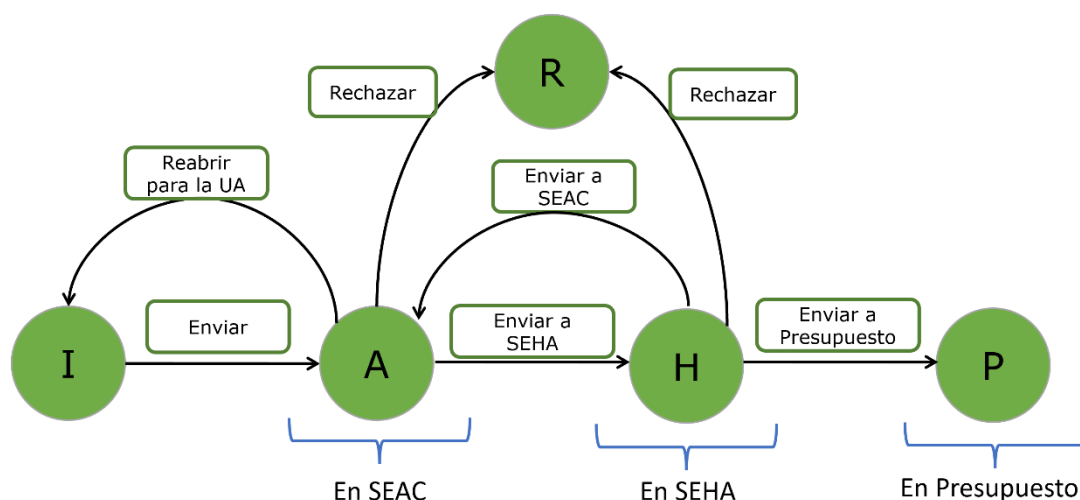 R
Rechazar
Rechazar
Reabrir
para la UA
Enviar a
SEAC
I
Enviar
A
Enviar a
SEHA
H
Enviar a
Presupuesto
P
En SEAC
En SEHA
En Presupuesto